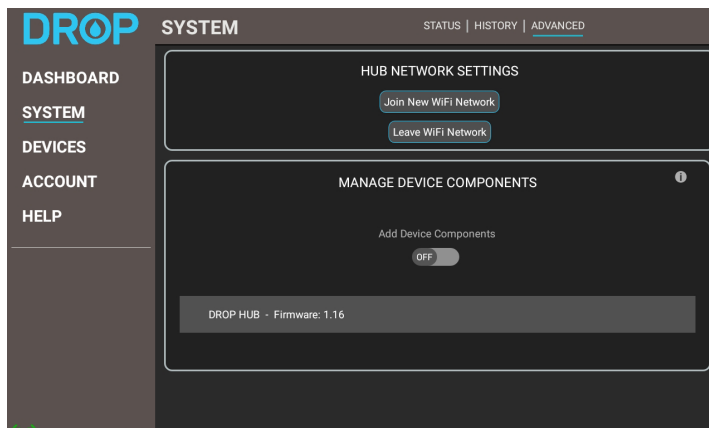 DROP
SYSTEM
STATUS | HISTORY | ADVANCED
DASHBOARD
SYSTEM
DEVICES
ACCOUNT
HELP
HUB NETWORK SETTINGS
Join New WiFi Network
Leave WiFi Network
MANAGE DEVICE COMPONENTS
i
Add Device Components
OFF
DROP HUB - Firmware: 1.16